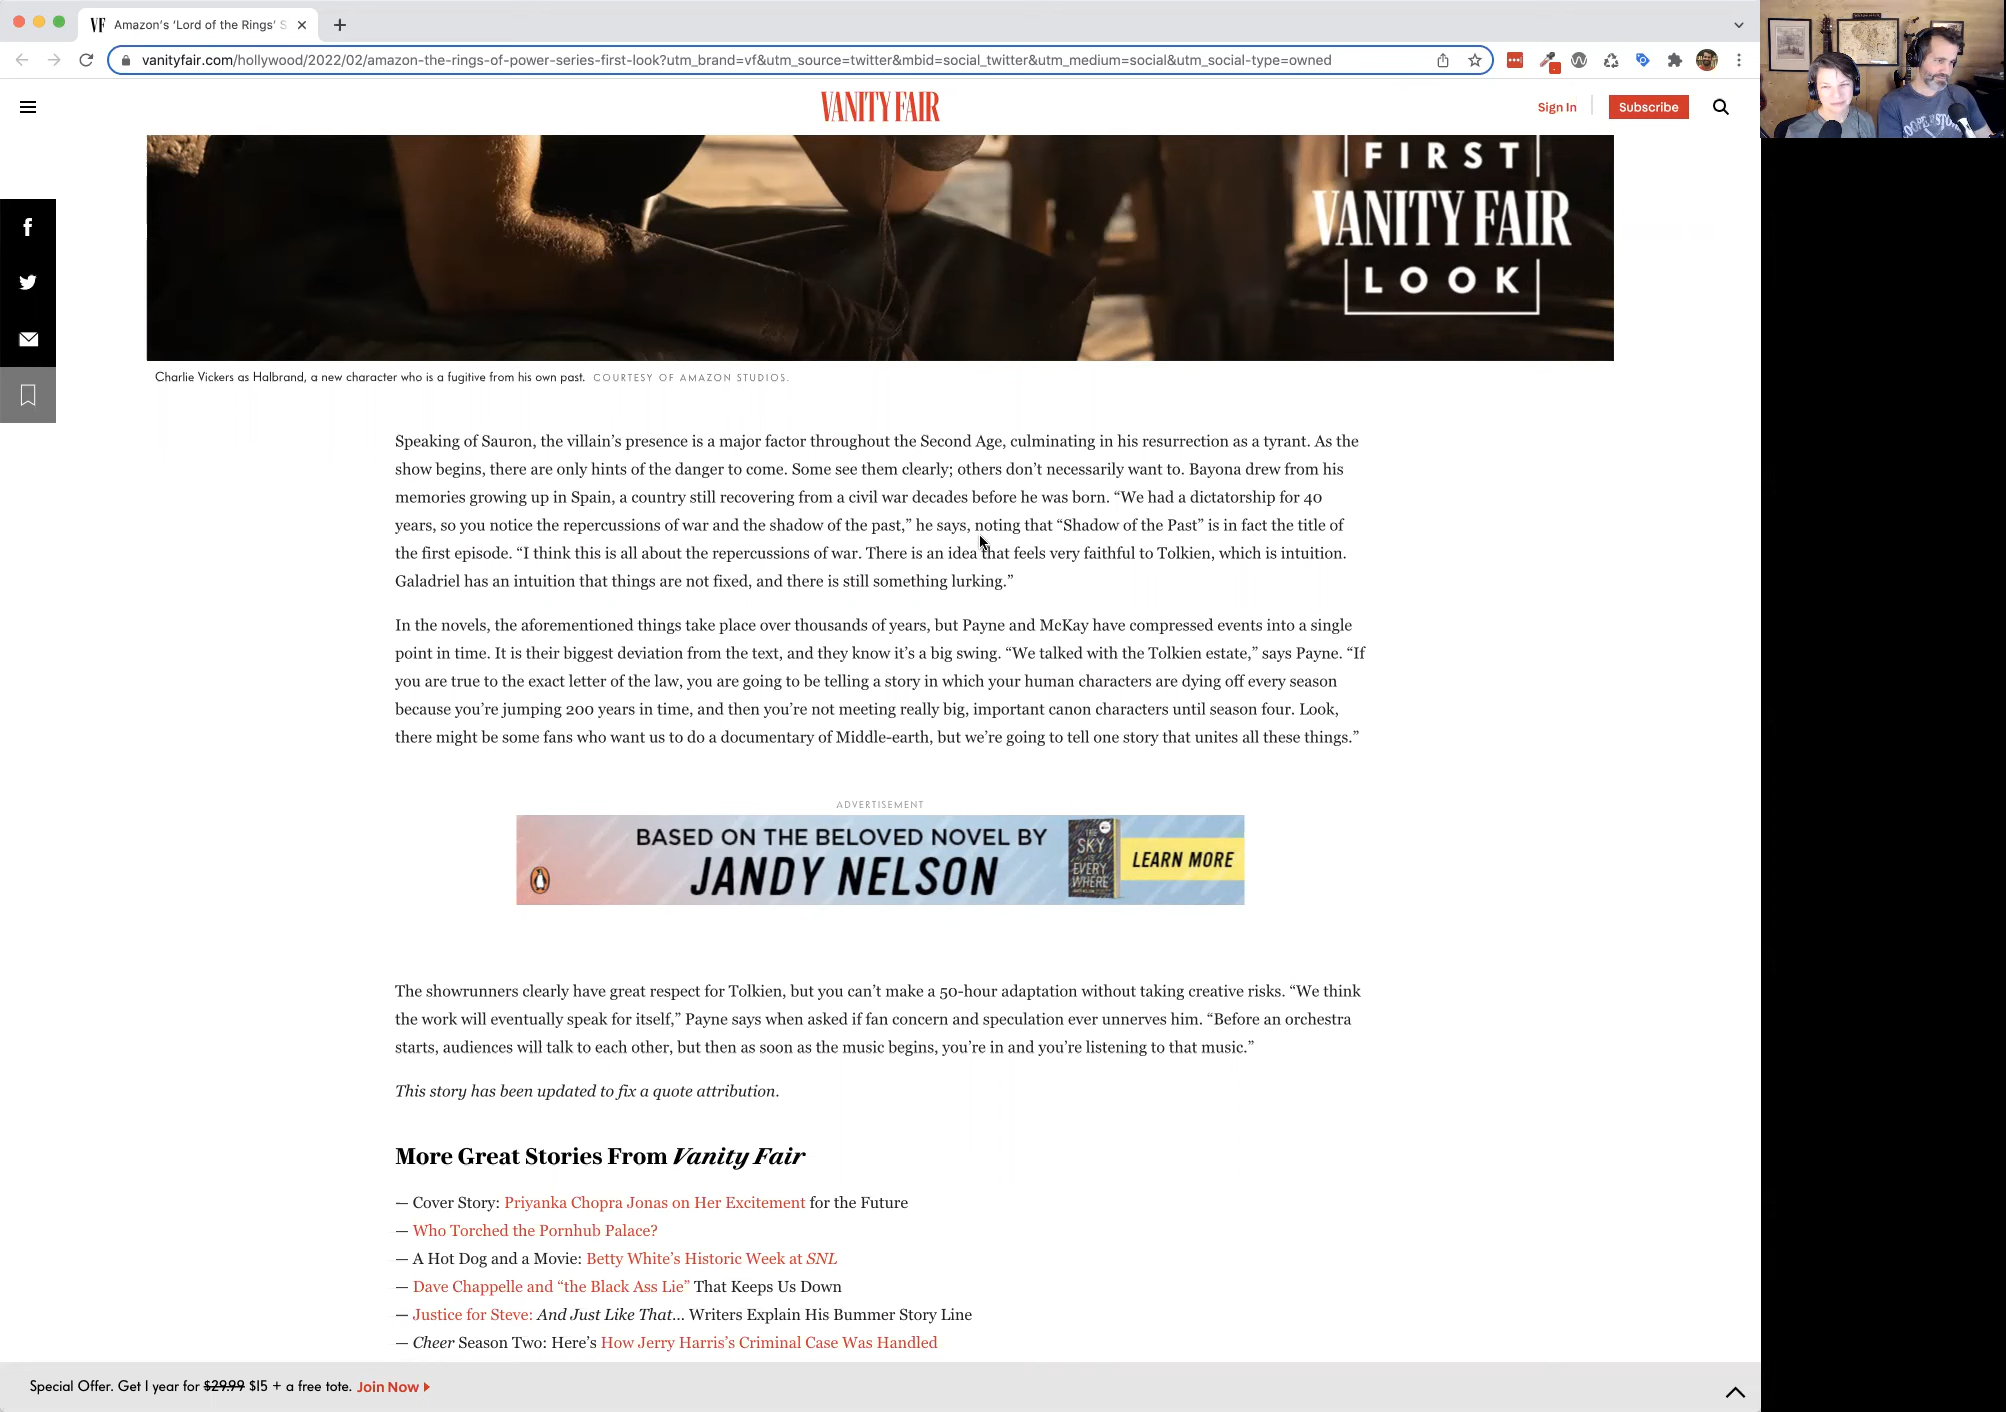 VF Amazon's 'Lord of the Rings' S
vanityfair.com/hollywood/2022/02/amazon-the-rings-of-power-series-first-look?utm_brand=vf&utm_source=twitter&mbid=social_twitter&utm_medium=social&utm_social-type=owned
VANITY FAIR
Sign In
Subscribe
FIRST
VANITY FAIR
LOOK
Charlie Vickers as Halbrand, a new character who is a fugitive from his own past. COURTESY OF AMAZON STUDIOS.
Speaking of Sauron, the villain’s presence is a major factor throughout the Second Age, culminating in his resurrection as a tyrant. As the
show begins, there are only hints of the danger to come. Some see them clearly; others don’t necessarily want to. Bayona drew from his
memories growing up in Spain, a country still recovering from a civil war decades before he was born. “We had a dictatorship for 40
years, so you notice the repercussions of war and the shadow of the past,” he says, noting that “Shadow of the Past” is in fact the title of
the first episode. “I think this is all about the repercussions of war. There is an idea that feels very faithful to Tolkien, which is intuition.
Galadriel has an intuition that things are not fixed, and there is still something lurking.”
In the novels, the aforementioned things take place over thousands of years, but Payne and McKay have compressed events into a single
point in time. It is their biggest deviation from the text, and they know it’s a big swing. “We talked with the Tolkien estate,” says Payne. “If
you are true to the exact letter of the law, you are going to be telling a story in which your human characters are dying off every season
because you’re jumping 200 years in time, and then you’re not meeting really big, important canon characters until season four. Look,
there might be some fans who want us to do a documentary of Middle-earth, but we’re going to tell one story that unites all these things.”
ADVERTISEMENT
BASED ON THE BELOVED NOVEL BY
JANDY NELSON
THE
SKY
IS
EVERY
WHERE
LEARN MORE
The showrunners clearly have great respect for Tolkien, but you can’t make a 50-hour adaptation without taking creative risks. “We think
the work will eventually speak for itself,” Payne says when asked if fan concern and speculation ever unnerves him. “Before an orchestra
starts, audiences will talk to each other, but then as soon as the music begins, you’re in and you’re listening to that music.”
This story has been updated to fix a quote attribution.
More Great Stories From Vanity Fair
— Cover Story: Priyanka Chopra Jonas on Her Excitement for the Future
— Who Torched the Pornhub Palace?
— A Hot Dog and a Movie: Betty White’s Historic Week at SNL
— Dave Chappelle and “the Black Ass Lie” That Keeps Us Down
— Justice for Steve: And Just Like That… Writers Explain His Bummer Story Line
— Cheer Season Two: Here’s How Jerry Harris’s Criminal Case Was Handled
Special Offer. Get 1 year for $29.99 $15 + a free tote. Join Now